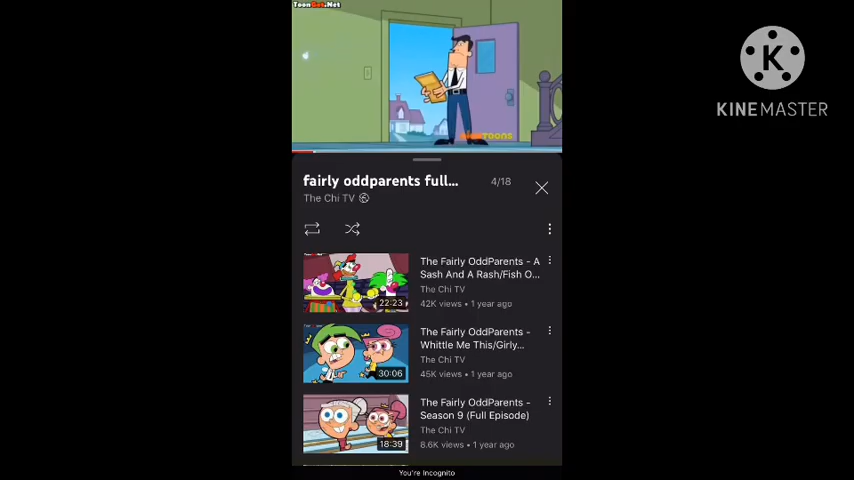 ToonGet.Net
KINEMASTER
NICKTOONS
fairly oddparents full...
4/18
The Chi TV
The Fairly OddParents - A
Sash And A Rash/Fish O...
The Chi TV
42K views • 1 year ago
22:23
The Fairly OddParents -
Whittle Me This/Girly...
The Chi TV
45K views • 1 year ago
30:06
The Fairly OddParents -
Season 9 (Full Episode)
The Chi TV
8.6K views • 1 year ago
18:39
You're Incognito